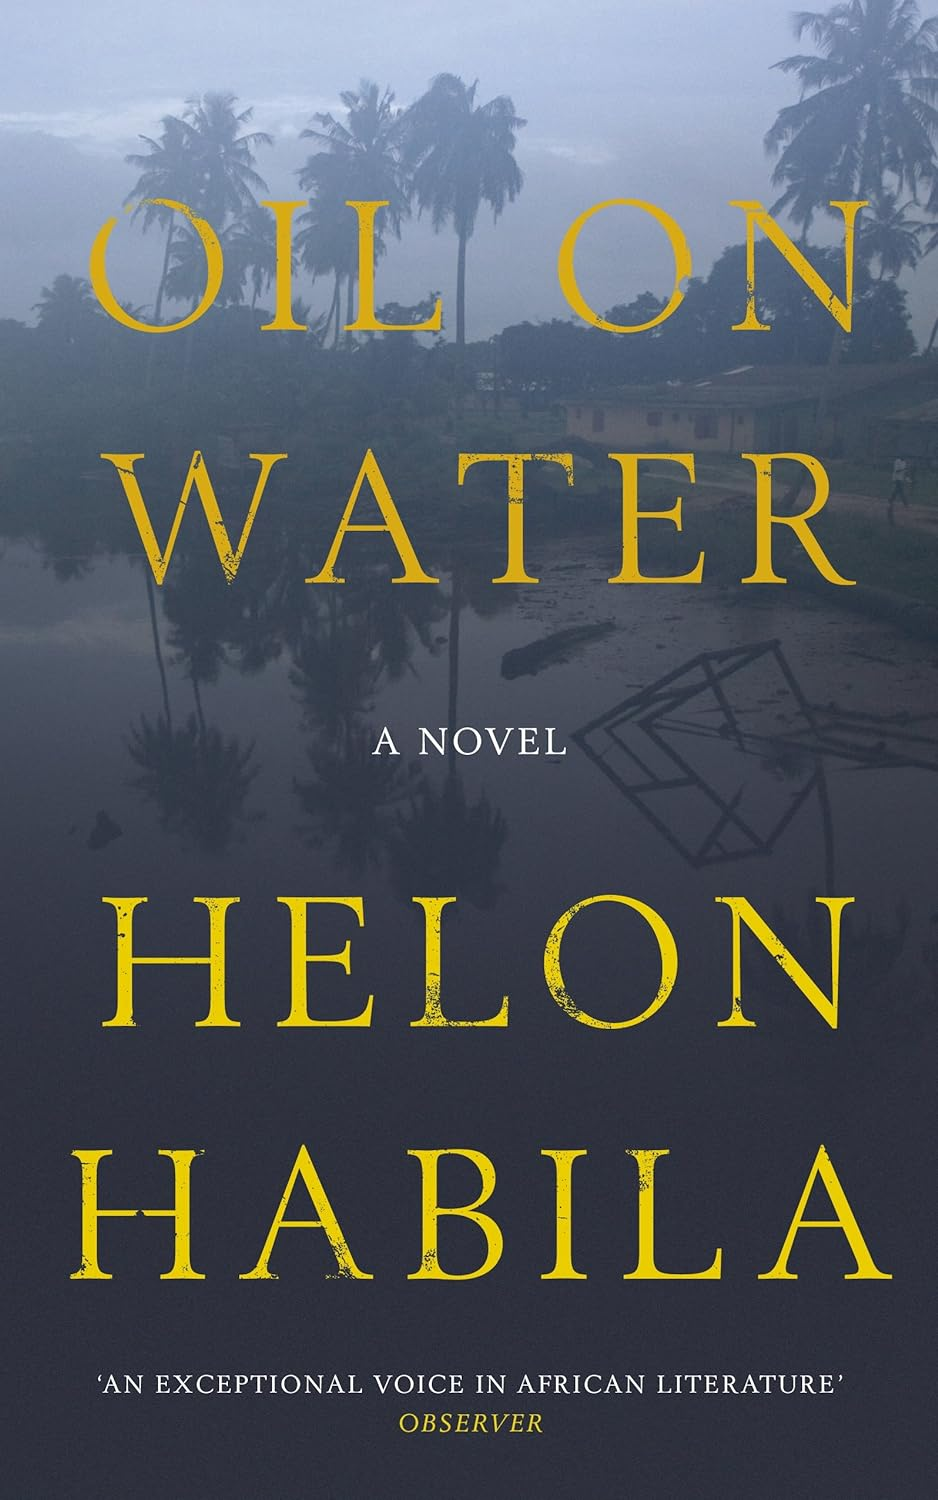 OIL ON
WATER
A NOVEL
HELON
HABILA
‘AN EXCEPTIONAL VOICE IN AFRICAN LITERATURE’
OBSERVER